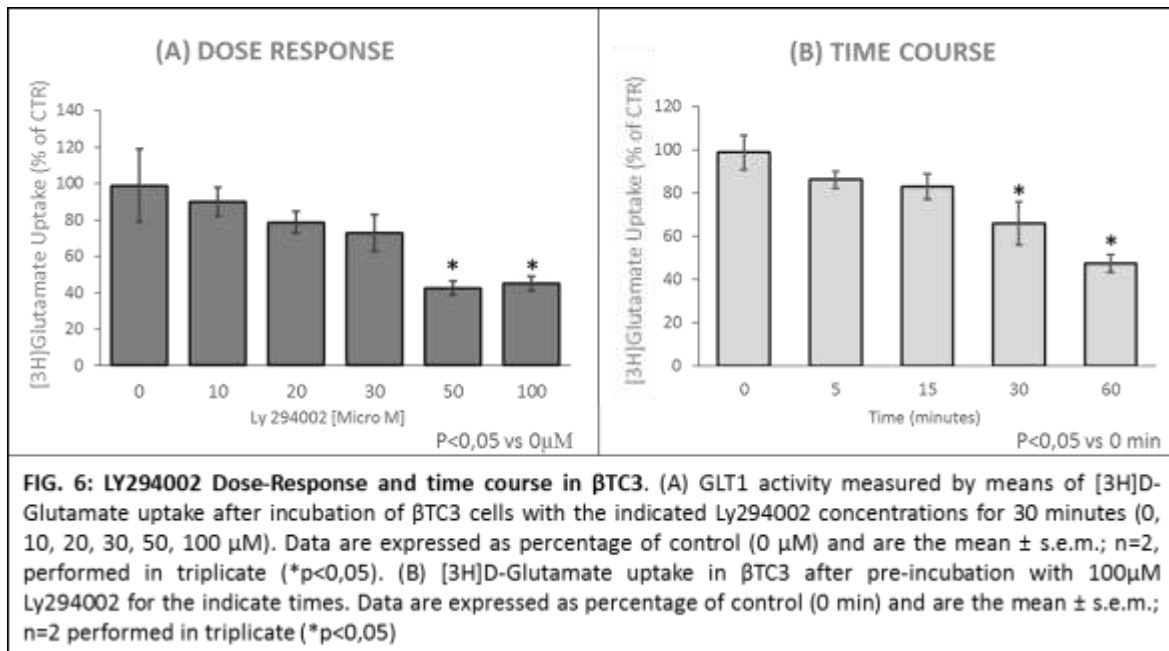 (A) DOSE RESPONSE
[3H]Glutamate Uptake (% of CTR)
140
120
100
80
60
40
20
0
* *
0 10 20 30 50 100
Ly 294002 [Micro M]
P<0,05 vs 0μM
(B) TIME COURSE
[3H]Glutamate Uptake (% of CTR)
120
100
80
60
40
20
0
*
*
0 5 15 30 60
Time (minutes)
P<0,05 vs 0 min
FIG. 6: LY294002 Dose-Response and time course in βTC3. (A) GLT1 activity measured by means of [3H]D-
Glutamate uptake after incubation of βTC3 cells with the indicated Ly294002 concentrations for 30 minutes (0,
10, 20, 30, 50, 100 μM). Data are expressed as percentage of control (0 μM) and are the mean ± s.e.m.; n=2,
performed in triplicate (*p<0,05). (B) [3H]D-Glutamate uptake in βTC3 after pre-incubation with 100μM
Ly294002 for the indicate times. Data are expressed as percentage of control (0 min) and are the mean ± s.e.m.;
n=2 performed in triplicate (*p<0,05)